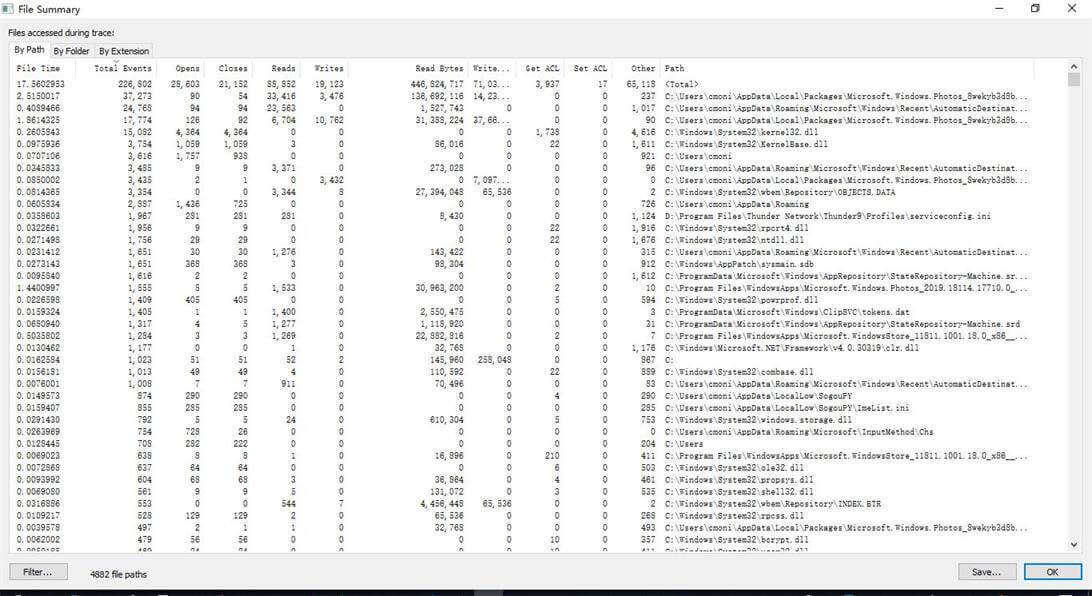 File Summary
Files accessed during trace:
By Path By Folder By Extension
File Time Total Events Opens Closes Reads Writes Read Bytes Write... Get ACL Set ACL Other Path
17.5602953 226,802 28,603 21,152 88,852 19,123 446,824,717 71,03... 3,937 17 65,118 <Total>
2.5150017 37,273 90 54 33,416 3,476 136,692,116 14,23... 0 0 237 C:\Users\cmoni\AppData\Local\Packages\Microsoft.Windows.Photos_8wekyb3d8b...
0.4089466 24,768 94 94 23,563 0 1,527,743 0 0 0 1,017 C:\Users\cmoni\AppData\Roaming\Microsoft\Windows\Recent\AutomaticDestinat...
1.8614325 17,774 126 92 6,704 10,762 31,388,224 37,66... 0 0 90 C:\Users\cmoni\AppData\Local\Packages\Microsoft.Windows.Photos_8wekyb3d8b...
0.2605843 15,082 4,364 4,364 0 0 0 0 1,738 0 4,616 C:\Windows\System32\kernel32.dll
0.0975936 3,754 1,059 1,059 3 0 86,016 0 22 0 1,611 C:\Windows\System32\KernelBase.dll
0.0707106 3,616 1,757 938 0 0 0 0 0 0 921 C:\Users\cmoni
0.0345833 3,485 9 9 3,371 0 273,028 0 0 0 96 C:\Users\cmoni\AppData\Roaming\Microsoft\Windows\Recent\AutomaticDestinat...
0.0850002 3,435 2 1 0 3,432 0 7,097... 0 0 0 C:\Users\cmoni\AppData\Local\Packages\Microsoft.Windows.Photos_8wekyb3d8b...
0.0814365 3,354 0 0 3,344 8 27,394,048 65,536 0 0 2 C:\Windows\System32\wbem\Repository\OBJECTS.DATA
0.0605834 2,887 1,436 725 0 0 0 0 0 0 726 C:\Users\cmoni\AppData\Roaming
0.0358603 1,967 281 281 281 0 8,430 0 0 0 1,124 D:\Program Files\Thunder Network\Thunder9\Profiles\serviceconfig.ini
0.0322661 1,956 9 9 0 0 0 0 22 0 1,916 C:\Windows\System32\rpcrt4.dll
0.0271498 1,756 29 29 0 0 0 0 22 0 1,676 C:\Windows\System32\ntdll.dll
0.0231412 1,651 30 30 1,276 0 143,422 0 0 0 315 C:\Users\cmoni\AppData\Roaming\Microsoft\Windows\Recent\AutomaticDestinat...
0.0273143 1,651 368 368 3 0 98,304 0 0 0 912 C:\Windows\AppPatch\sysmain.sdb
0.0095840 1,616 2 2 0 0 0 0 0 0 1,612 C:\ProgramData\Microsoft\Windows\AppRepository\StateRepository-Machine.sr...
1.4400997 1,555 5 5 1,533 0 30,963,200 0 2 0 10 C:\Program Files\WindowsApps\Microsoft.Windows.Photos_2019.18114.17710.0_...
0.0226598 1,409 405 405 0 0 0 0 5 0 594 C:\Windows\System32\powrprof.dll
0.0159324 1,405 1 1 1,400 0 2,550,475 0 0 0 3 C:\ProgramData\Microsoft\Windows\ClipSVC\tokens.dat
0.0680940 1,317 4 5 1,277 0 1,118,920 0 0 0 31 C:\ProgramData\Microsoft\Windows\AppRepository\StateRepository-Machine.srd
0.5035802 1,284 3 3 1,269 0 22,882,816 0 2 0 7 C:\Program Files\WindowsApps\Microsoft.WindowsStore_11811.1001.18.0_x86__...
0.0130462 1,177 0 0 1 0 32,768 0 0 0 1,176 C:\Windows\Microsoft.NET\Framework\v4.0.30319\clr.dll
0.0162584 1,023 51 51 52 2 145,960 258,048 0 0 867 C:
0.0156181 1,013 49 49 4 0 110,592 0 22 0 889 C:\Windows\System32\combase.dll
0.0076001 1,008 7 7 911 0 70,496 0 0 0 83 C:\Users\cmoni\AppData\Roaming\Microsoft\Windows\Recent\AutomaticDestinat...
0.0149573 874 290 290 0 0 0 0 4 0 290 C:\Users\cmoni\AppData\LocalLow\SogouPY
0.0159407 855 285 285 0 0 0 0 0 0 285 C:\Users\cmoni\AppData\LocalLow\SogouPY\ImeList.ini
0.0291430 792 5 5 24 0 610,304 0 5 0 753 C:\Windows\System32\windows.storage.dll
0.0263969 754 728 26 0 0 0 0 0 0 0 C:\Users\cmoni\AppData\Roaming\Microsoft\InputMethod\Chs
0.0128445 708 282 222 0 0 0 0 0 0 204 C:\Users
0.0069023 638 8 8 1 0 16,896 0 210 0 411 C:\Program Files\WindowsApps\Microsoft.WindowsStore_11811.1001.18.0_x86__...
0.0072868 637 64 64 0 0 0 0 6 0 503 C:\Windows\System32\ole32.dll
0.0093992 604 68 68 3 0 36,864 0 4 0 461 C:\Windows\System32\propsys.dll
0.0069080 561 9 9 5 0 131,072 0 3 0 535 C:\Windows\System32\shell32.dll
0.0316886 553 0 0 544 7 4,456,448 65,536 0 0 2 C:\Windows\System32\wbem\Repository\INDEX.BTR
0.0109217 528 129 129 2 0 65,536 0 0 0 268 C:\Windows\System32\rpcss.dll
0.0039578 497 2 1 1 0 32,768 0 0 0 493 C:\Users\cmoni\AppData\Local\Packages\Microsoft.Windows.Photos_8wekyb3d8b...
0.0062002 479 56 56 0 0 0 0 10 0 357 C:\Windows\System32\bcrypt.dll
Filter... 4882 file paths Save... OK